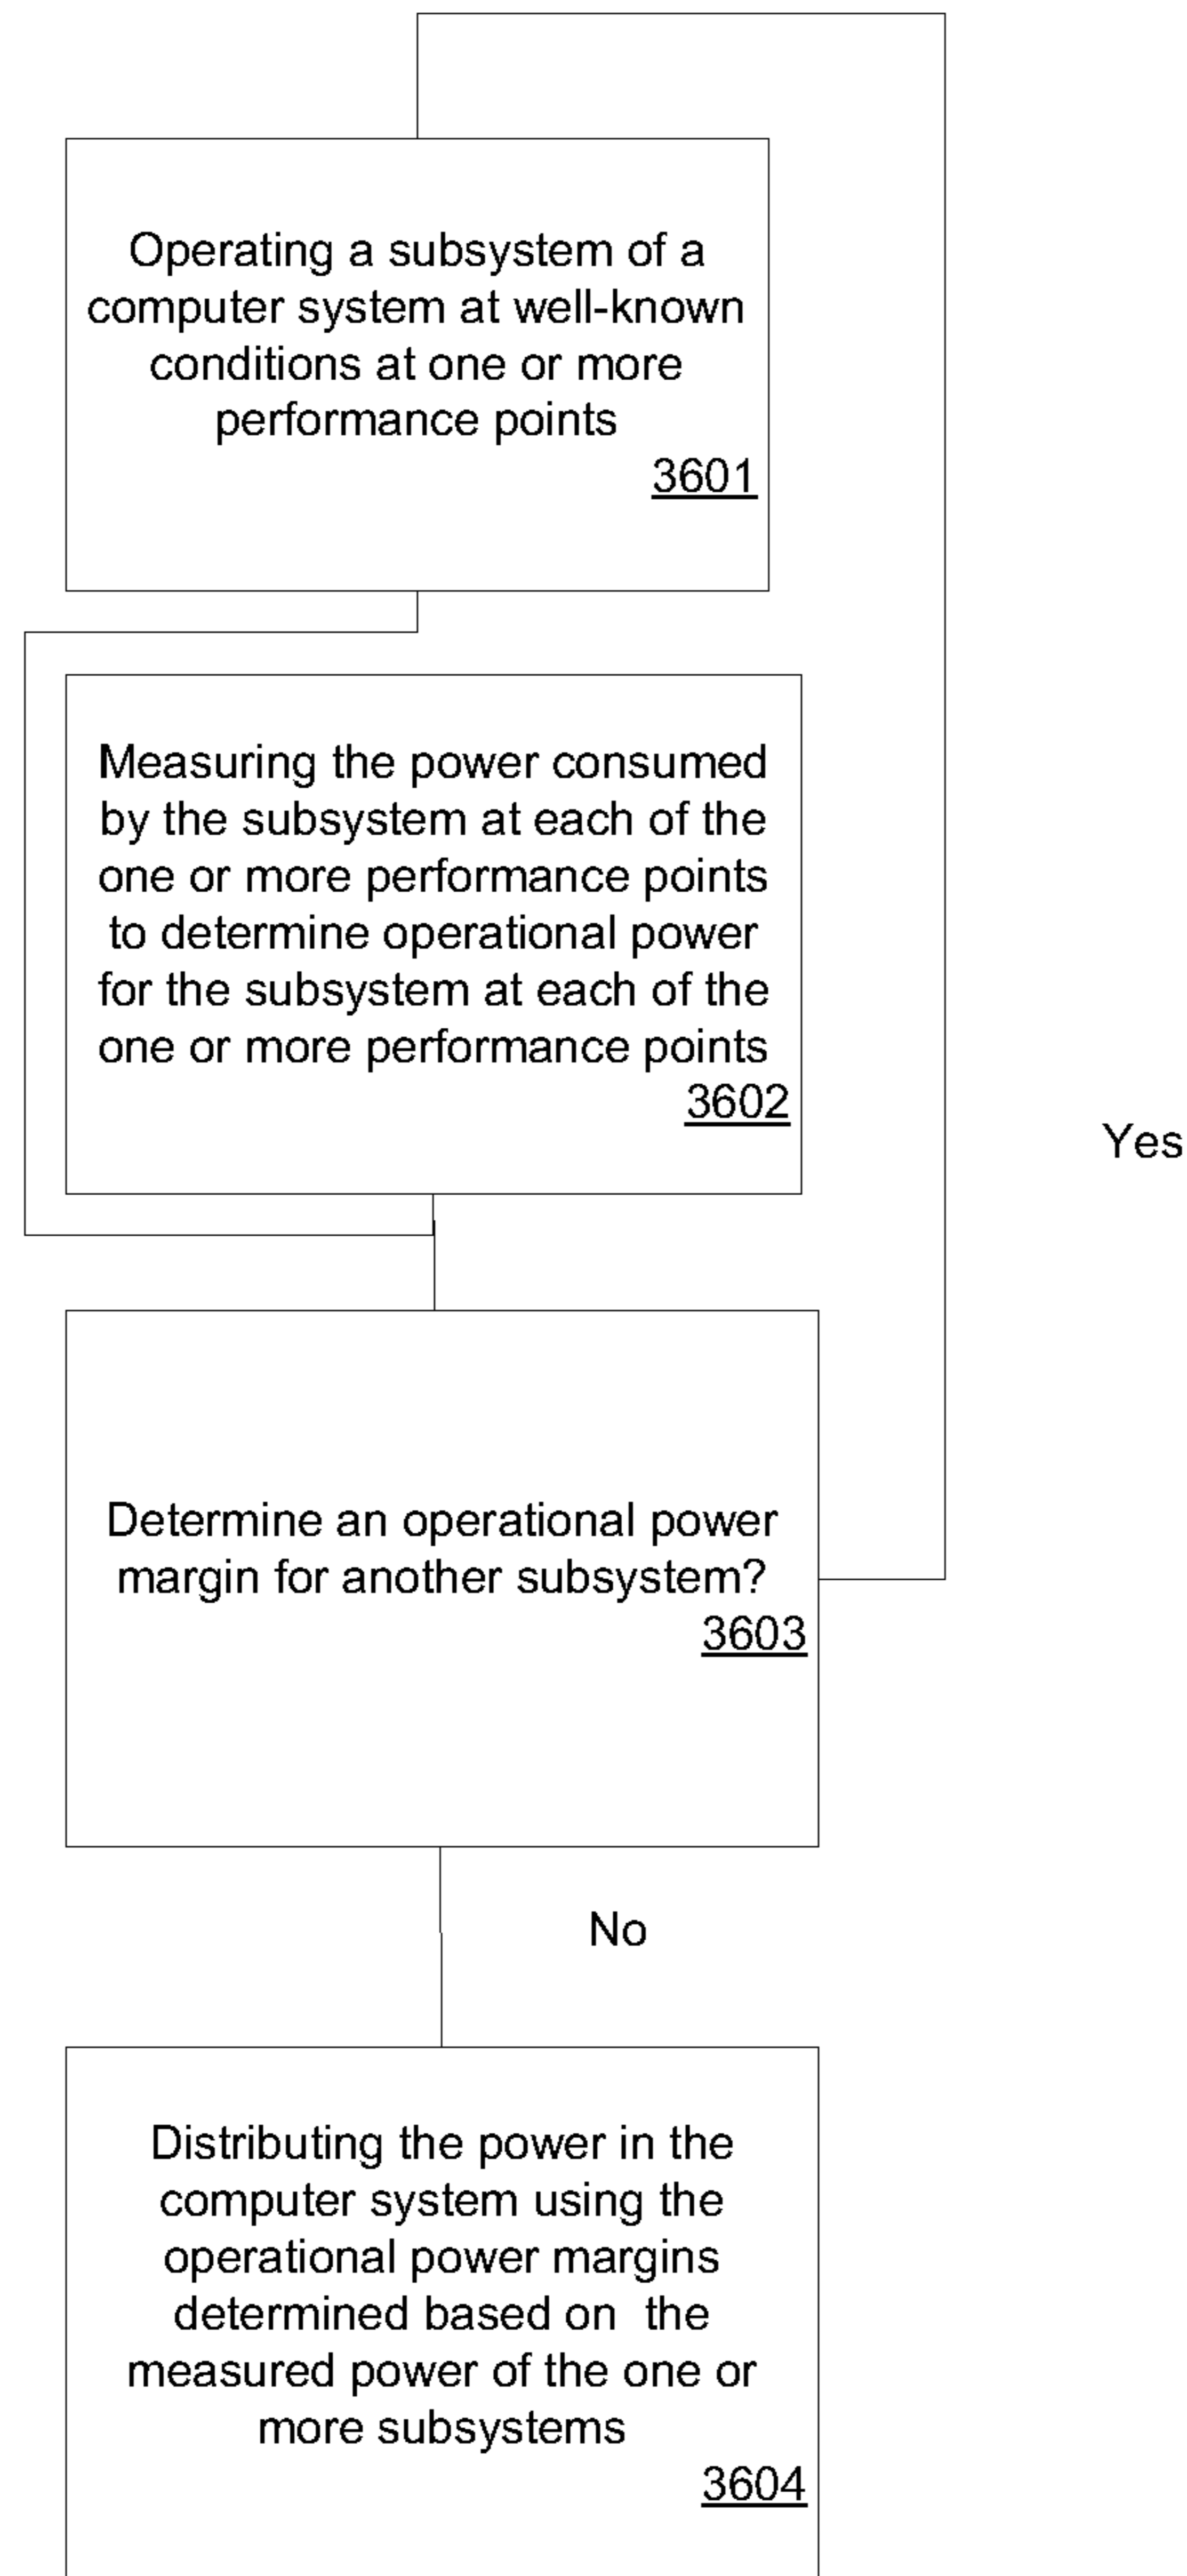 Operating a subsystem of a
computer system at well-known
conditions at one or more
performance points
3601
Measuring the power consumed
by the subsystem at each of the
one or more performance points
to determine operational power
for the subsystem at each of the
one or more performance points
3602
Yes
Determine an operational power
margin for another subsystem?
3603
No
Distributing the power in the
computer system using the
operational power margins
determined based on  the
measured power of the one or
more subsystems
3604